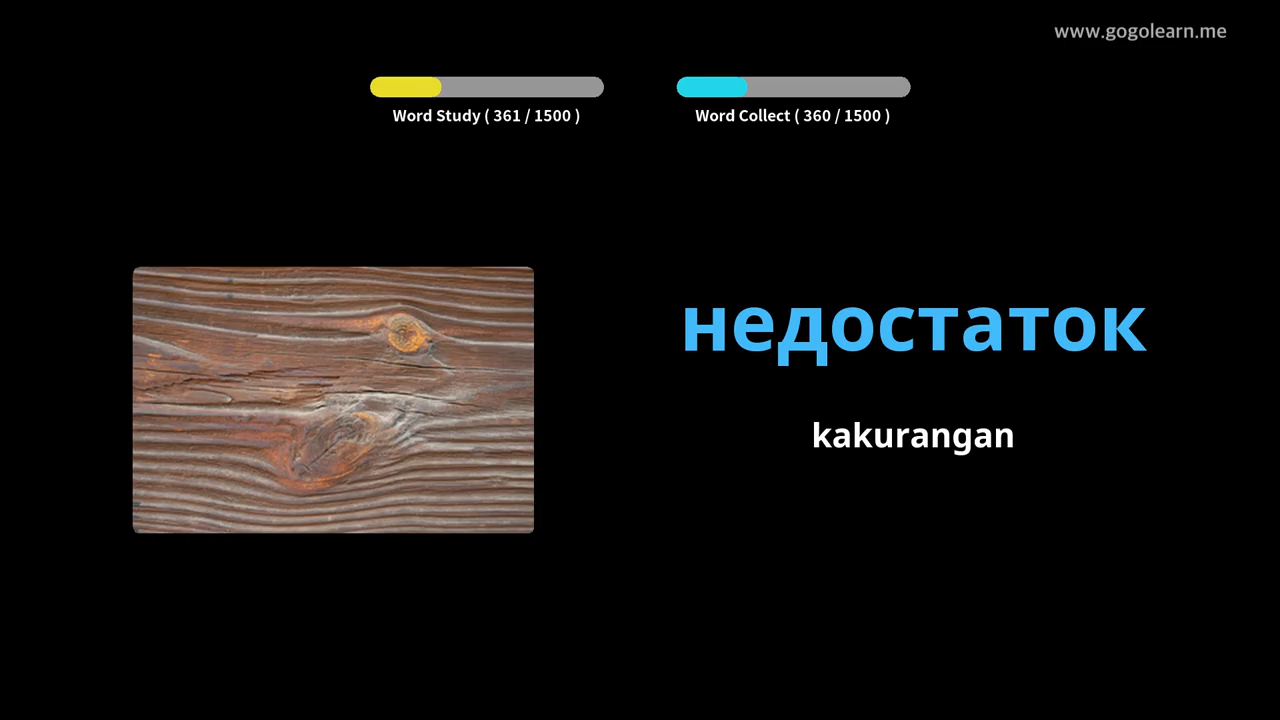 www.gogolearn.me
Word Study ( 361 / 1500 )
Word Collect ( 360 / 1500 )
недостаток
kakurangan